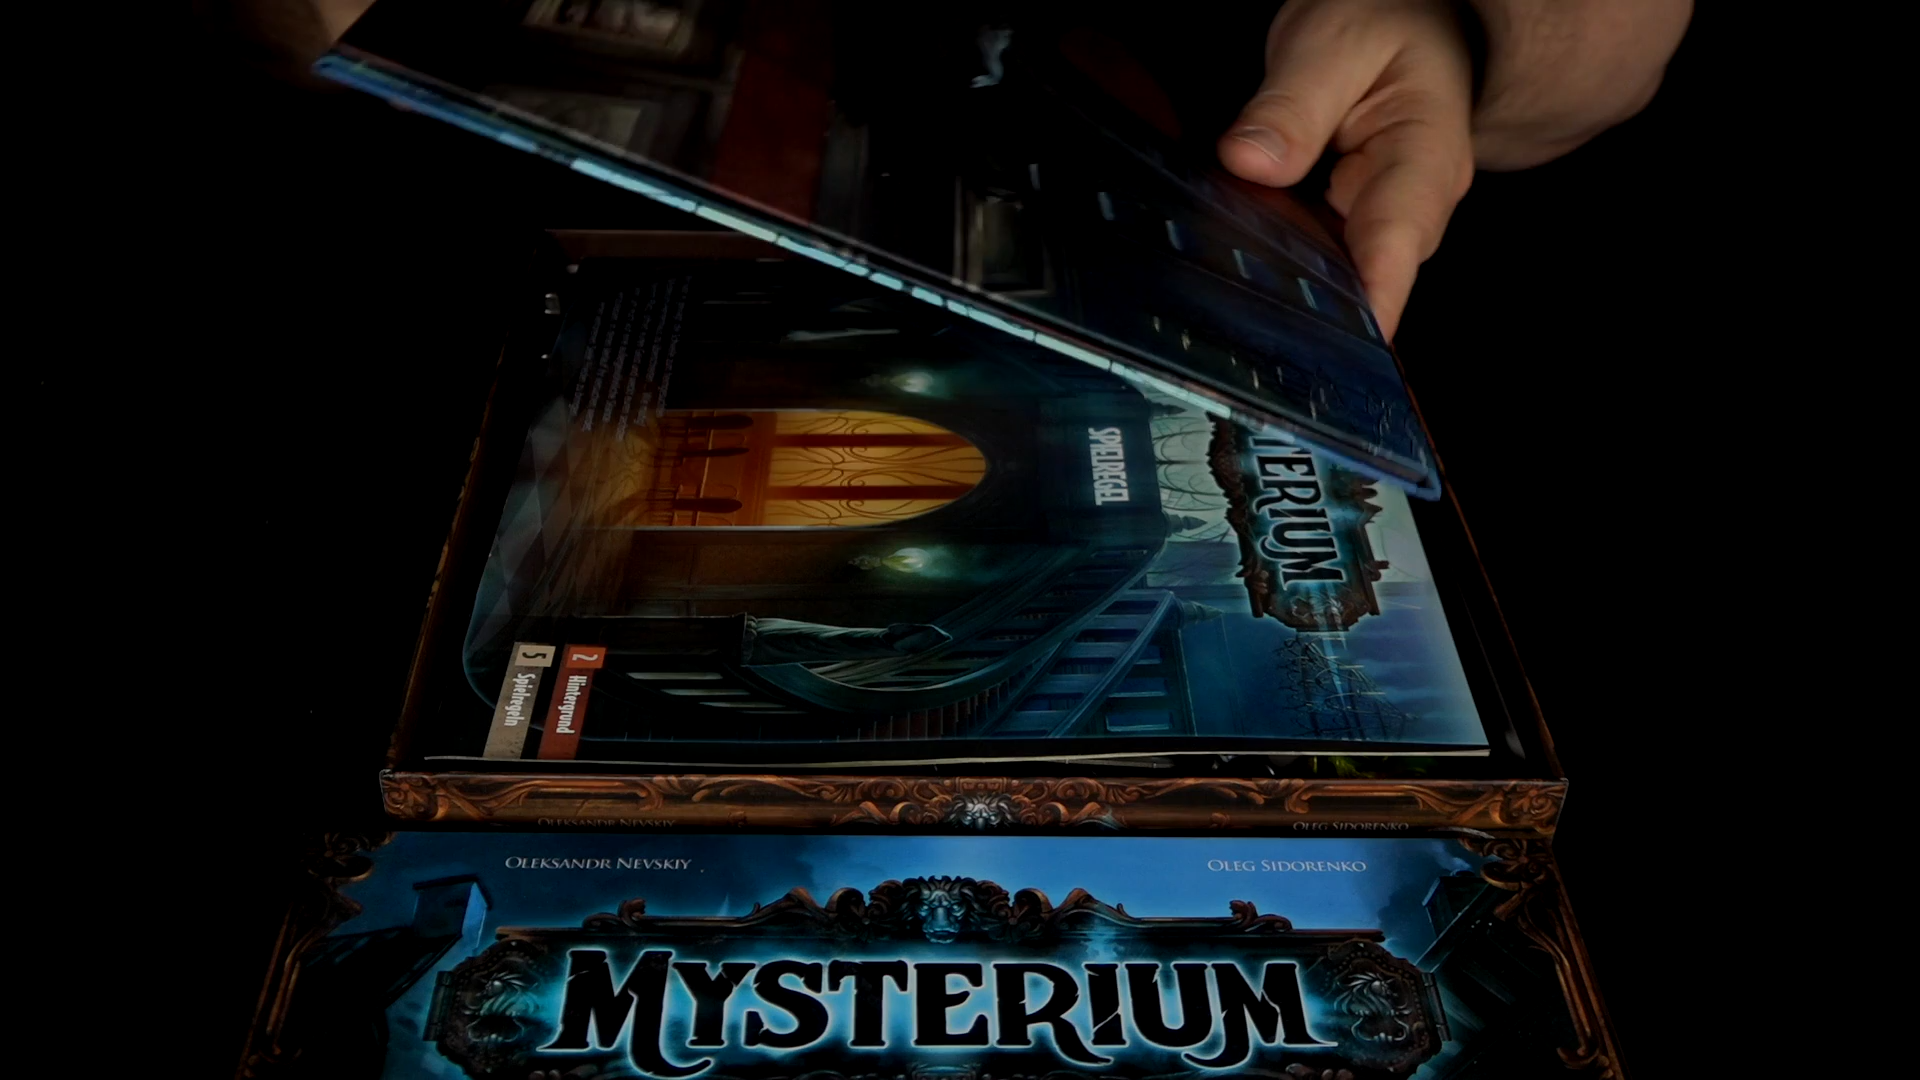 TERIUM
SPIELREGEL
2 Hintergrund
5 Spielregeln
OLEKSANDR NEVSKIY
OLEG SIDORENKO
OLEKSANDR NEVSKIY
OLEG SIDORENKO
MYSTERIUM